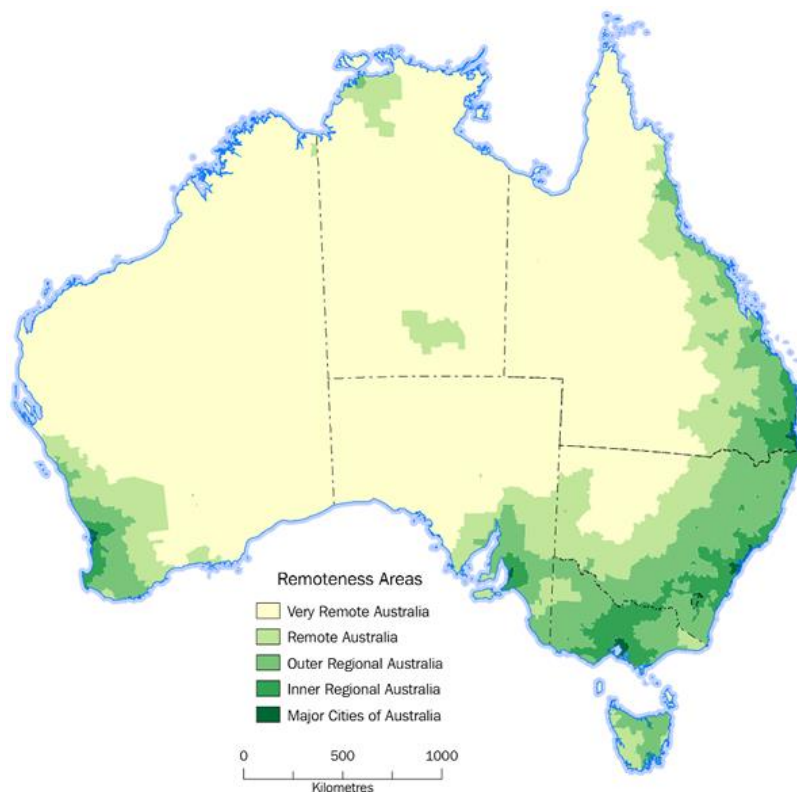 Remoteness Areas
Very Remote Australia
Remote Australia
Outer Regional Australia
Inner Regional Australia
Major Cities of Australia
0 500 1000
Kilometres